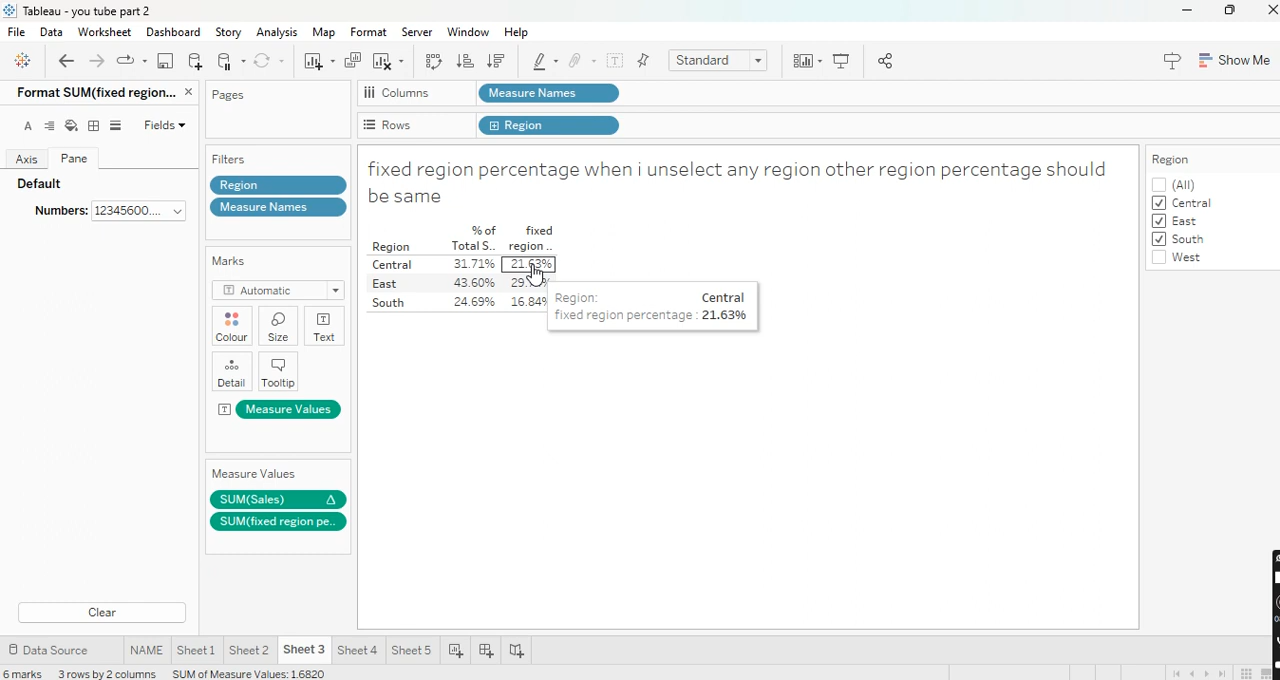 Tableau - you tube part 2
File Data Worksheet Dashboard Story Analysis Map Format Server Window Help
Standard
Show Me
Format SUM(fixed region...
Fields
Axis Pane
Default
Numbers: 12345600....
Clear
Pages
Columns Measure Names
Rows Region
Filters
Region
Measure Names
Marks
Automatic
Colour Size Text
Detail Tooltip
Measure Values
Measure Values
SUM(Sales)
SUM(fixed region pe..
fixed region percentage when i unselect any region other region percentage should
be same
Region % of Total S.. fixed region ..
Central 31.71% 21.63%
East 43.60%
South 24.69% 16.84%
Region: Central
fixed region percentage : 21.63%
Region
(All)
Central
East
South
West
Data Source NAME Sheet 1 Sheet 2 Sheet 3 Sheet 4 Sheet 5
6 marks 3 rows by 2 columns SUM of Measure Values: 1.6820